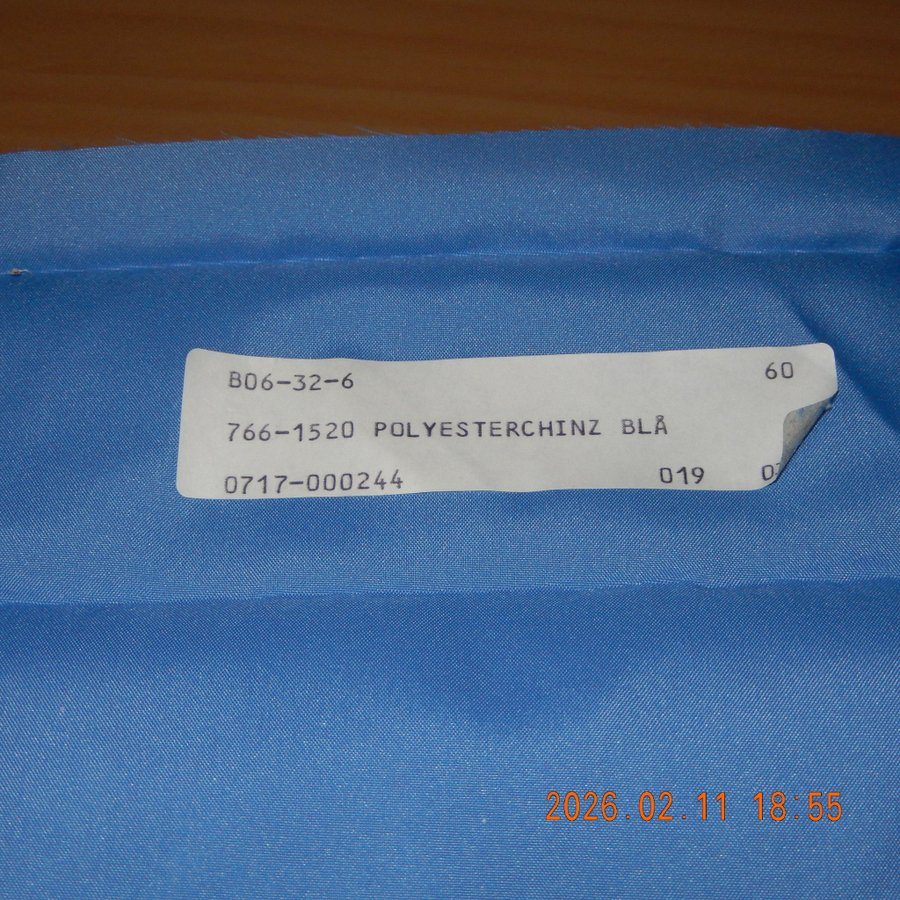 B06-32-6 60
766-1520 POLYESTERCHINZ BLÅ
0717-000244 019
2026.02.11 18:55